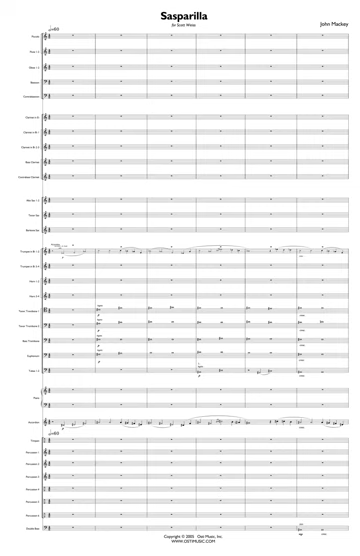 Sasparilla
for Scott Weiss
John Mackey
♩=69
Piccolo
Flute 1-2
Oboe 1-2
Bassoon
Contrabassoon
Clarinet in E♭
Clarinet in B♭ 1
Clarinet in B♭ 2-3
Bass Clarinet
Contrabass Clarinet
Alto Sax 1-2
Tenor Sax
Baritone Sax
Trumpet in B♭ 1-2
Trumpet in B♭ 3-4
Horn 1-2
Horn 3-4
Tenor Trombone 1
Tenor Trombone 2
Bass Trombone
Euphonium
Tuba 1-2
Piano
Accordion
♩=69
Timpani
Percussion 1
Percussion 2
Percussion 3
Percussion 4
Percussion 5
Percussion 6
Double Bass
Copyright © 2005 Osti Music, Inc.
WWW.OSTIMUSIC.COM